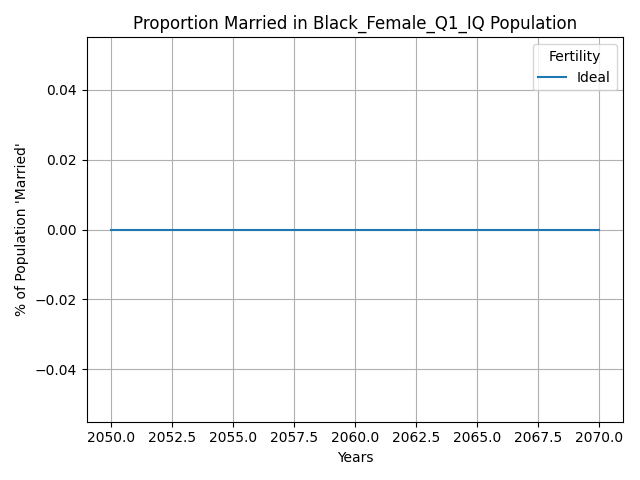 Proportion Married in Black_Female_Q1_IQ Population
Fertility
Ideal
% of Population 'Married'
0.04
0.02
0.00
−0.02
−0.04
2050.0 2052.5 2055.0 2057.5 2060.0 2062.5 2065.0 2067.5 2070.0
Years